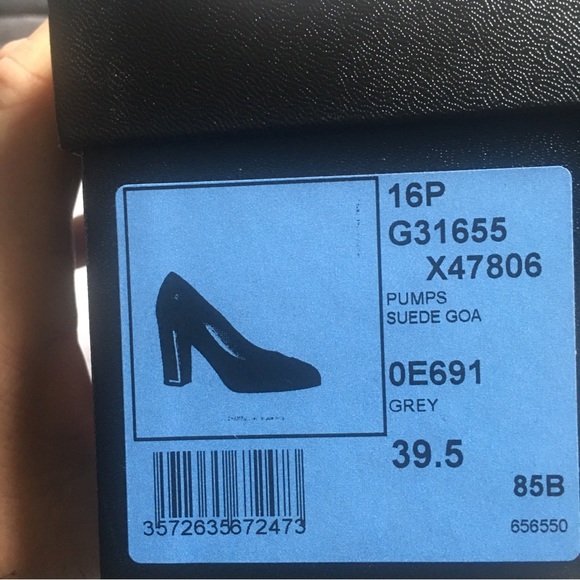 16P
G31655
X47806
PUMPS
SUEDE GOA
0E691
GREY
39.5
85B
3572635672473
656550